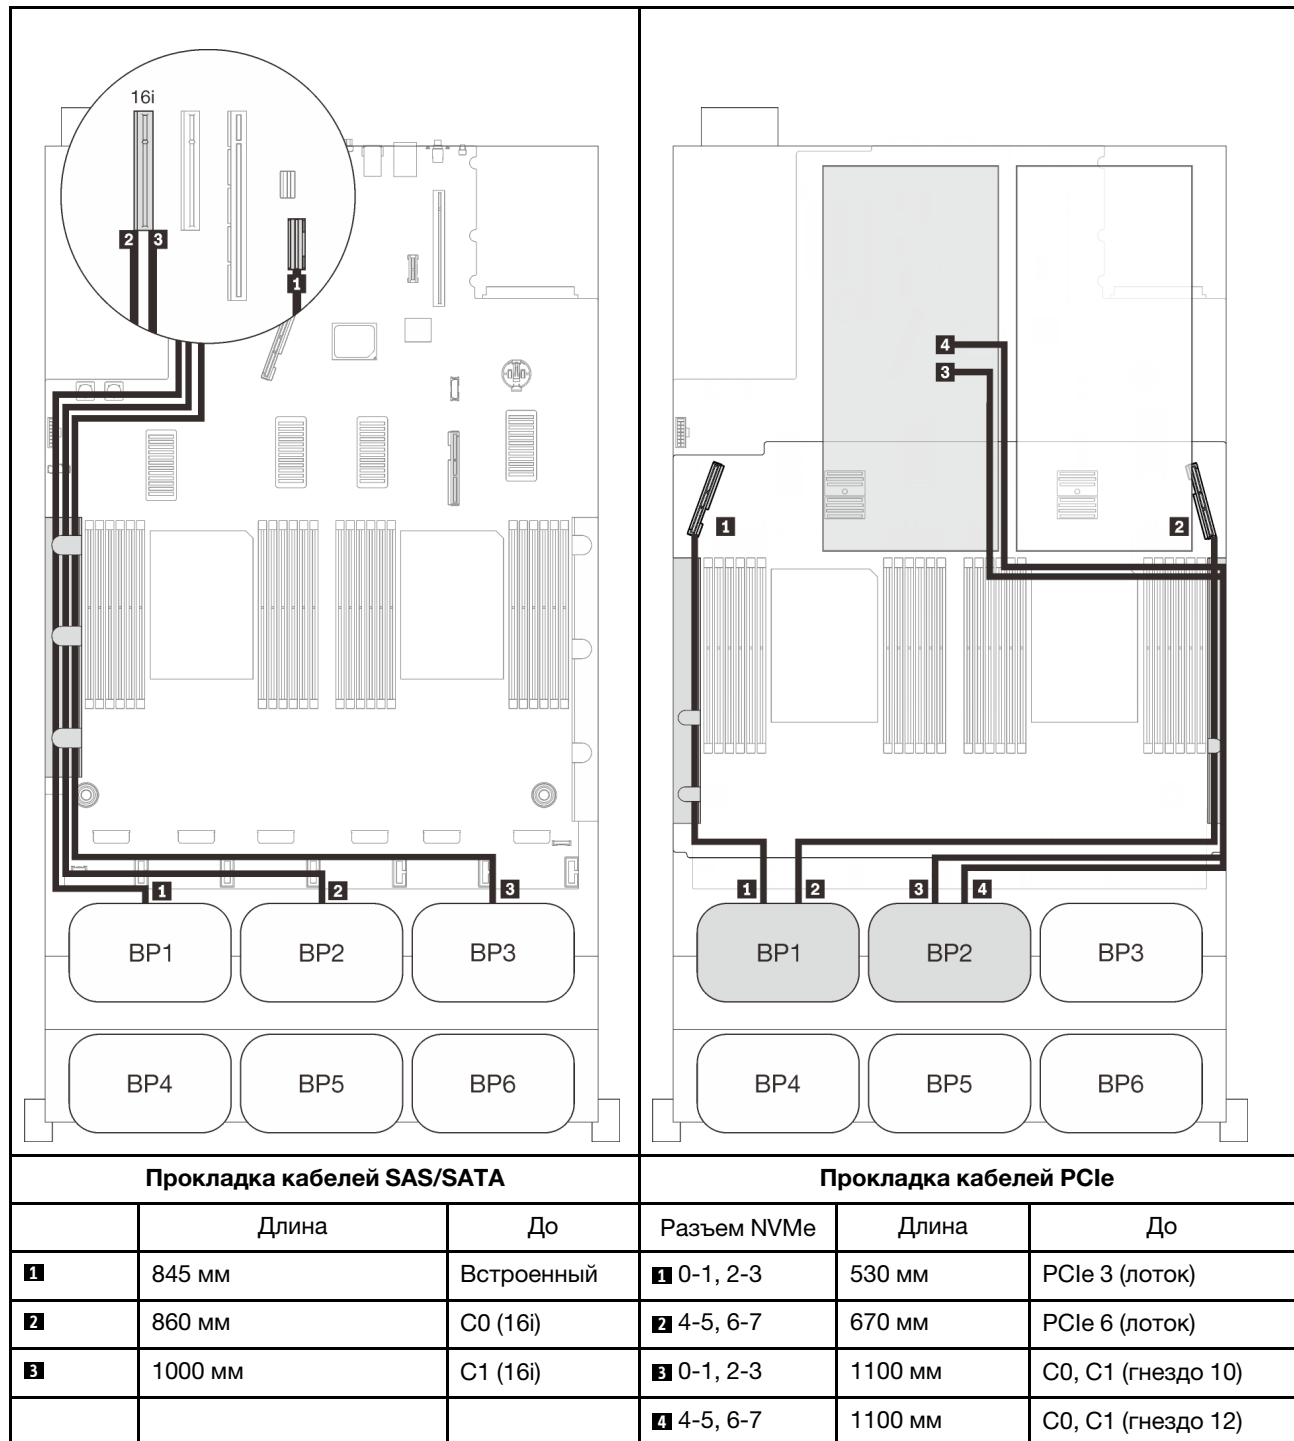 16i
2 3
1
4
3
1 2
1 2 3
1 2 3 4
BP1 BP2 BP3
BP1 BP2 BP3
BP4 BP5 BP6
BP4 BP5 BP6
Прокладка кабелей SAS/SATA
Прокладка кабелей PCIe
Длина До Разъем NVMe Длина До
1 845 мм Встроенный 1 0-1, 2-3 530 мм PCIe 3 (лоток)
2 860 мм C0 (16i) 2 4-5, 6-7 670 мм PCIe 6 (лоток)
3 1000 мм C1 (16i) 3 0-1, 2-3 1100 мм C0, C1 (гнездо 10)
4 4-5, 6-7 1100 мм C0, C1 (гнездо 12)